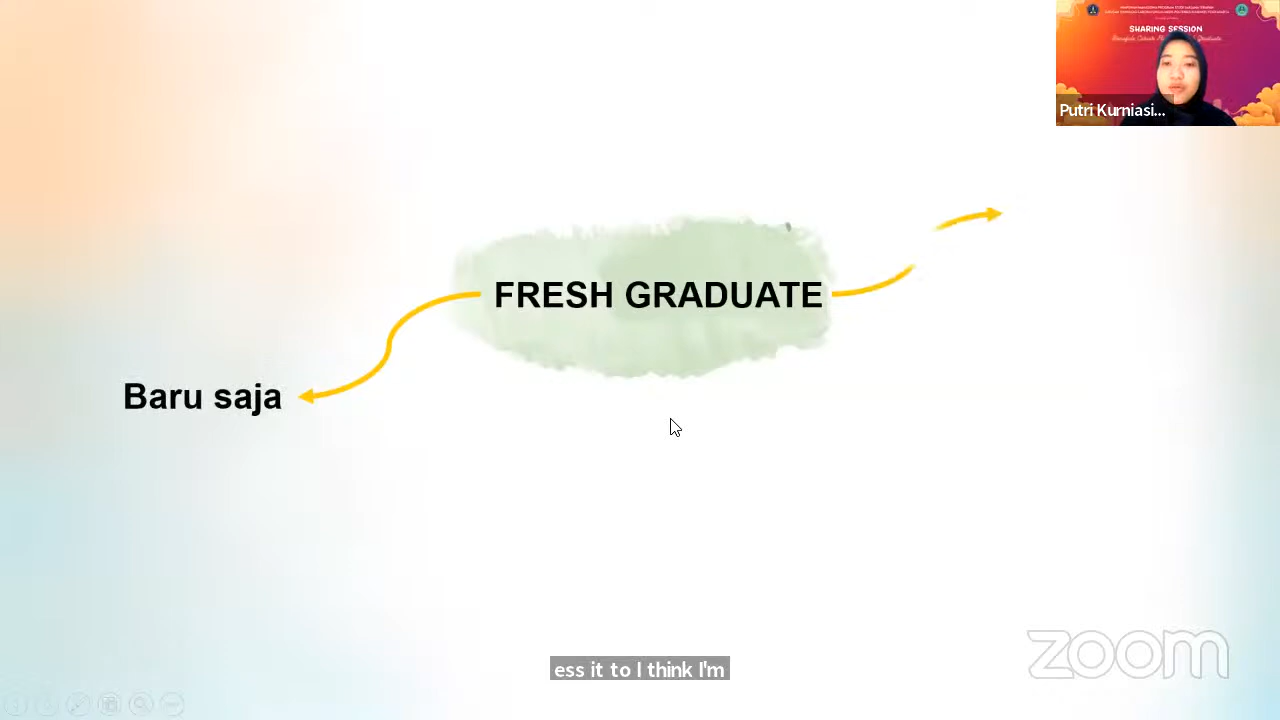 SHARING SESSION
Putri Kurniasi...
FRESH GRADUATE
Baru saja
ess it to I think I'm
zoom